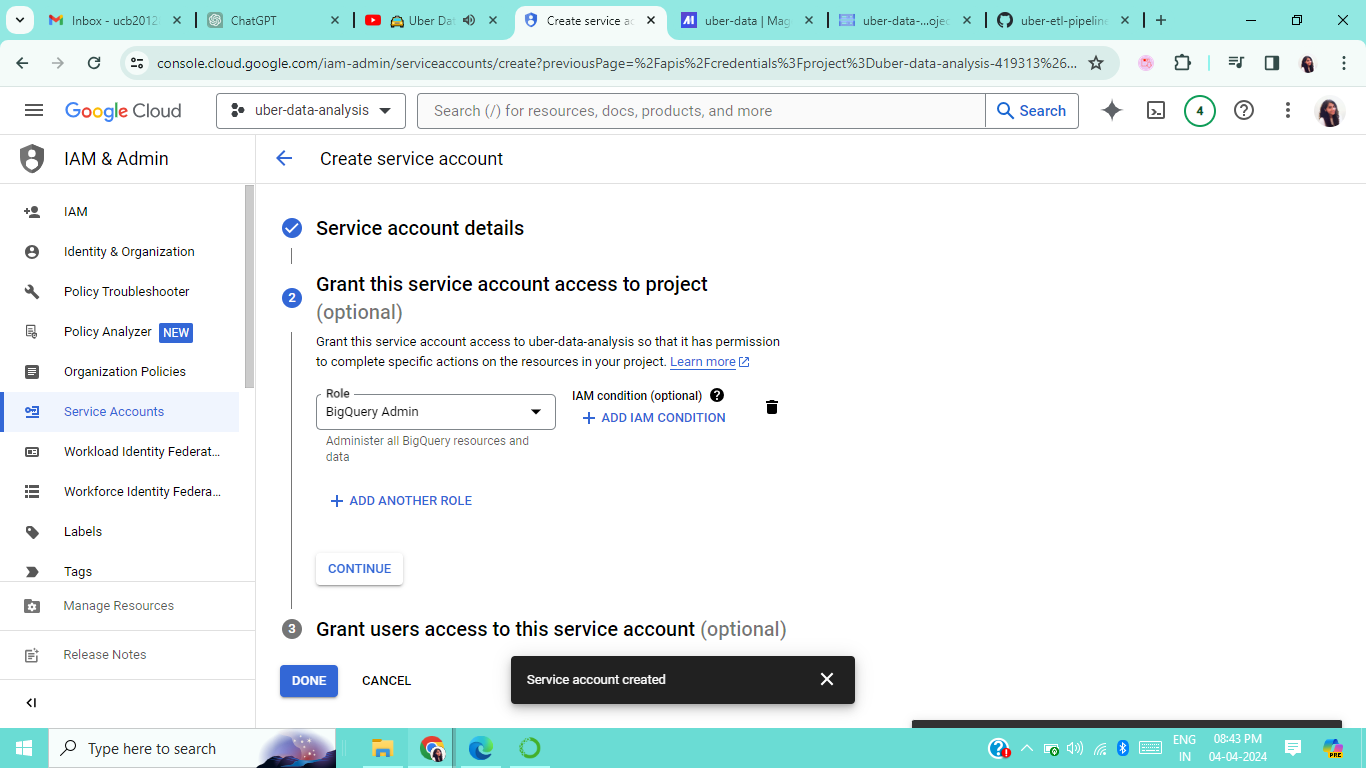 Inbox - ucb2012
ChatGPT
Uber Dat
Create service ac
uber-data | Mag
uber-data-...ojec
uber-etl-pipeline
console.cloud.google.com/iam-admin/serviceaccounts/create?previousPage=%2Fapis%2Fcredentials%3Fproject%3Duber-data-analysis-419313%26...
Google Cloud
uber-data-analysis
Search (/) for resources, docs, products, and more
Search
4
IAM & Admin
Create service account
IAM
Identity & Organization
Policy Troubleshooter
Policy Analyzer NEW
Organization Policies
Service Accounts
Workload Identity Federat...
Workforce Identity Federa...
Labels
Tags
Manage Resources
Release Notes
Service account details
2
Grant this service account access to project
(optional)
Grant this service account access to uber-data-analysis so that it has permission
to complete specific actions on the resources in your project. Learn more
Role
BigQuery Admin
IAM condition (optional)
ADD IAM CONDITION
Administer all BigQuery resources and
data
ADD ANOTHER ROLE
CONTINUE
3
Grant users access to this service account (optional)
DONE
CANCEL
Service account created
Type here to search
ENG
IN
08:43 PM
04-04-2024
PRE